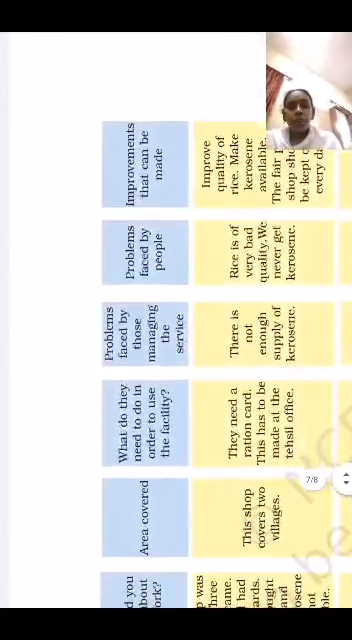 Improvements
that can be
made
Problems
faced by
people
Problems
faced by
those
managing
the
service
What do they
need to do in
order to use
the facility?
Area covered
d you
bout
ork?
Improve
quality of
rice. Make
kerosene
available.
The fair
shop
be kept
every
Rice is of
very bad
quality.We
never get
kerosene.
There is
not
enough
supply of
kerosene.
They need a
ration card.
This has to be
made at the
tehsil office.
This shop
covers two
villages.
was
hree
ame.
had
ards.
ught
and
osene
not
ble.
7/8
be